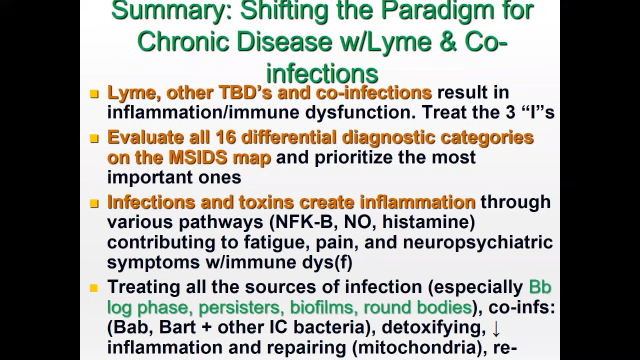 Summary: Shifting the Paradigm for
Chronic Disease w/Lyme & Co-
infections
Lyme, other TBD's and co-infections result in
inflammation/immune dysfunction. Treat the 3 "I"s
Evaluate all 16 differential diagnostic categories
on the MSIDS map and prioritize the most
important ones
Infections and toxins create inflammation through
various pathways (NFK-B, NO, histamine)
contributing to fatigue, pain, and neuropsychiatric
symptoms w/immune dys(f)
Treating all the sources of infection (especially Bb
log phase, persisters, biofilms, round bodies), co-infs:
(Bab, Bart + other IC bacteria), detoxifying, ↓
inflammation and repairing (mitochondria), re-